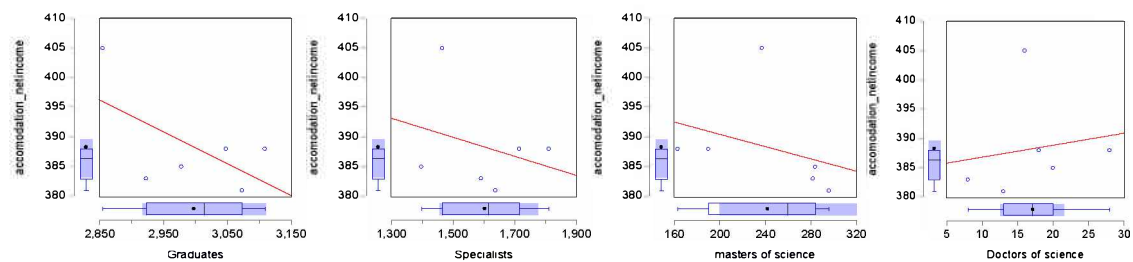 accomodation_netincome
410
405
400
395
390
385
380
2,850 2,950 3,050 3,150
Graduates
accomodation_netincome
410
405
400
395
390
385
380
1,300 1,500 1,700 1,900
Specialists
accomodation_netincome
410
405
400
395
390
385
380
160 200 240 280 320
masters of science
accomodation_netincome
410
405
400
395
390
385
380
5 10 15 20 25 30
Doctors of science